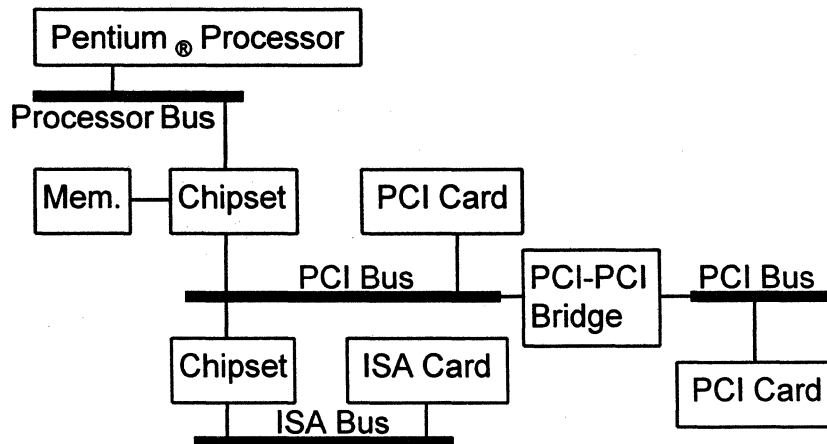 Pentium ® Processor
Processor Bus
Mem.
Chipset
PCI Card
PCI Bus
PCI-PCI
Bridge
PCI Bus
Chipset
ISA Card
PCI Card
ISA Bus